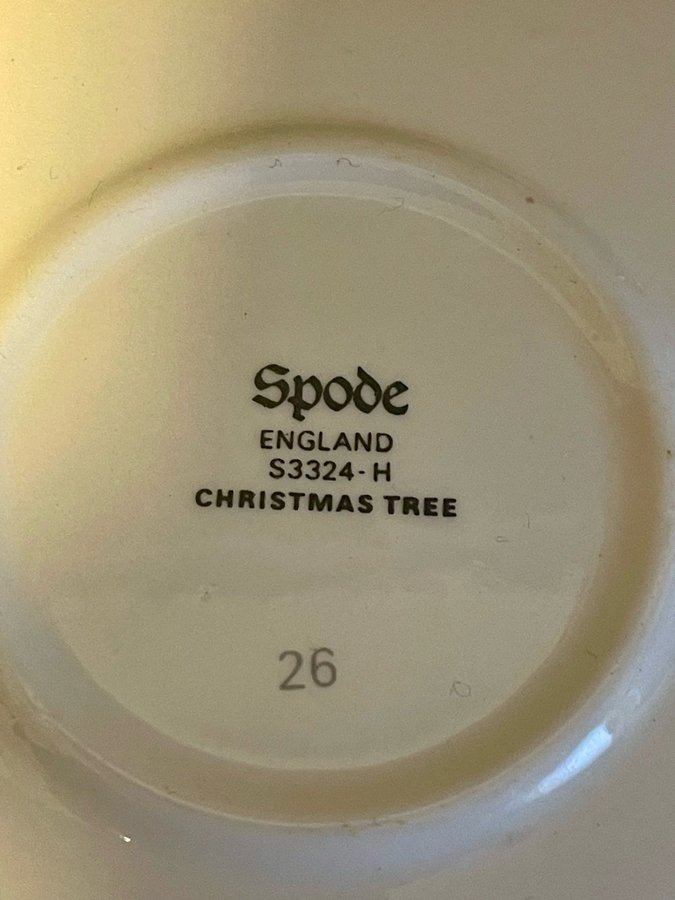 Spode
ENGLAND
S3324-H
CHRISTMAS TREE
26